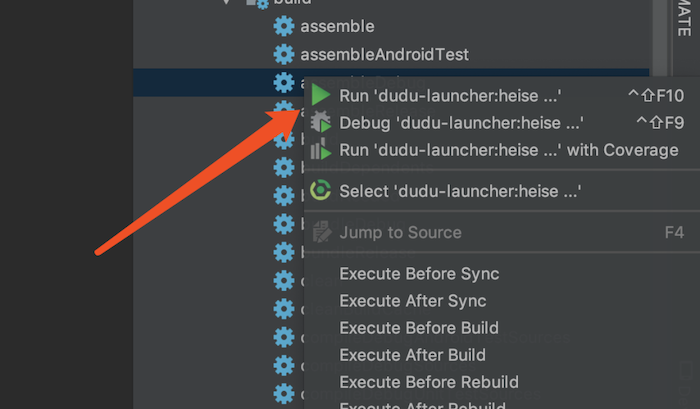 build
assemble
assembleAndroidTest
Run 'dudu-launcher:heise ...' ^⇧F10
Debug 'dudu-launcher:heise ...' ^⇧F9
Run 'dudu-launcher:heise ...' with Coverage
Select 'dudu-launcher:heise ...'
Jump to Source F4
Execute Before Sync
Execute After Sync
Execute Before Build
Execute After Build
Execute Before Rebuild
Execute After Rebuild
MATE